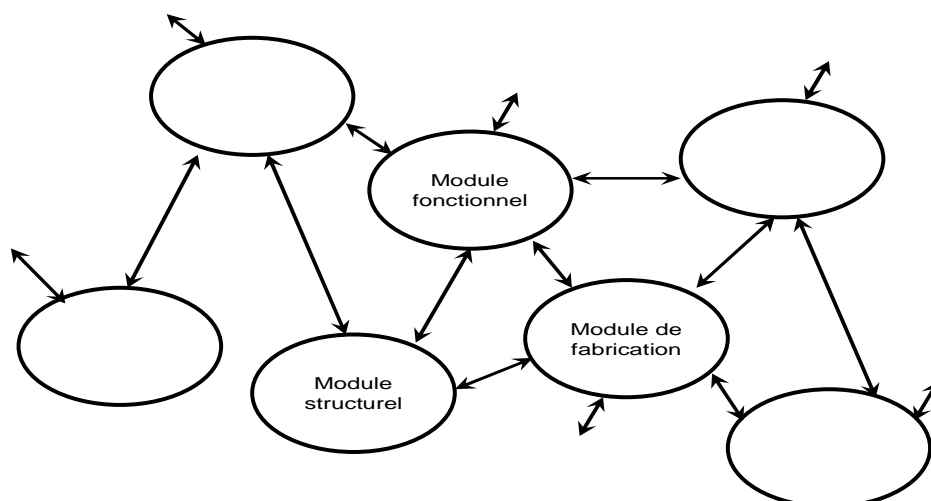 Module
fonctionnel
Module de
fabrication
Module
structurel